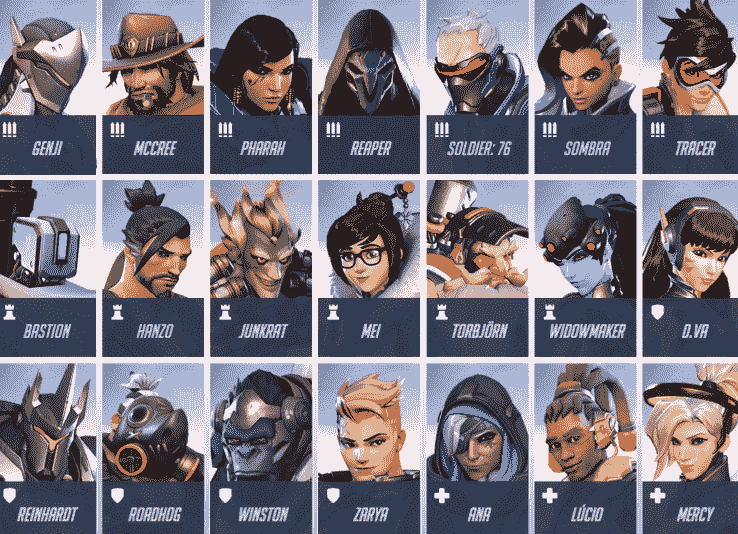 GENJI
MCCREE
PHARAH
REAPER
SOLDIER: 76
SOMBRA
TRACER
BASTION
HANZO
JUNKRAT
MEI
TORBJÖRN
WIDOWMAKER
D.VA
REINHARDT
ROADHOG
WINSTON
ZARYA
ANA
LÚCIO
MERCY